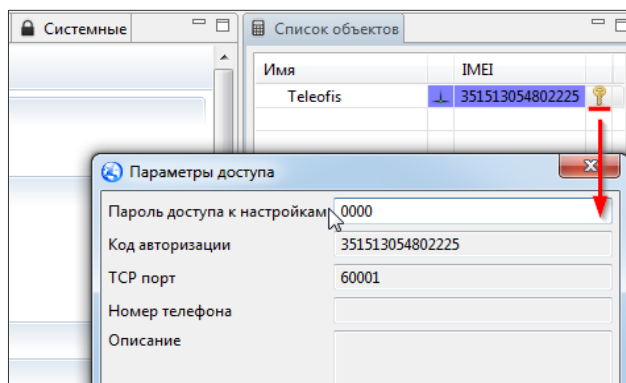 Системные
Список объектов
Имя IMEI
Teleofis 351513054802225
Параметры доступа
Пароль доступа к настройкам 0000
Код авторизации 351513054802225
TCP порт 60001
Номер телефона
Описание